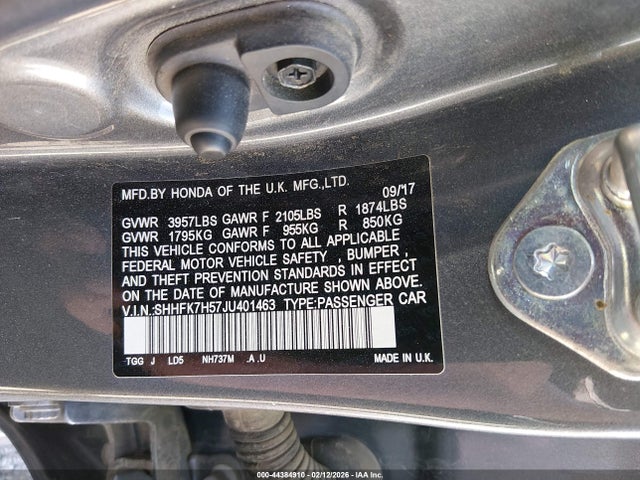 MFD.BY HONDA OF THE U.K. MFG.,LTD. 09/17
GVWR 3957LBS GAWR F 2105LBS R 1874LBS
GVWR 1795KG GAWR F 955KG R 850KG
THIS VEHICLE CONFORMS TO ALL APPLICABLE
FEDERAL MOTOR VEHICLE SAFETY , BUMPER ,
AND THEFT PREVENTION STANDARDS IN EFFECT
ON THE DATE OF MANUFACTURE SHOWN ABOVE.
V.I.N.:SHHFK7H57JU401463 TYPE:PASSENGER CAR
TGG J LD5 NH737M .A .U MADE IN U.K.
000-44384910 - 02/12/2026 - IAA Inc.